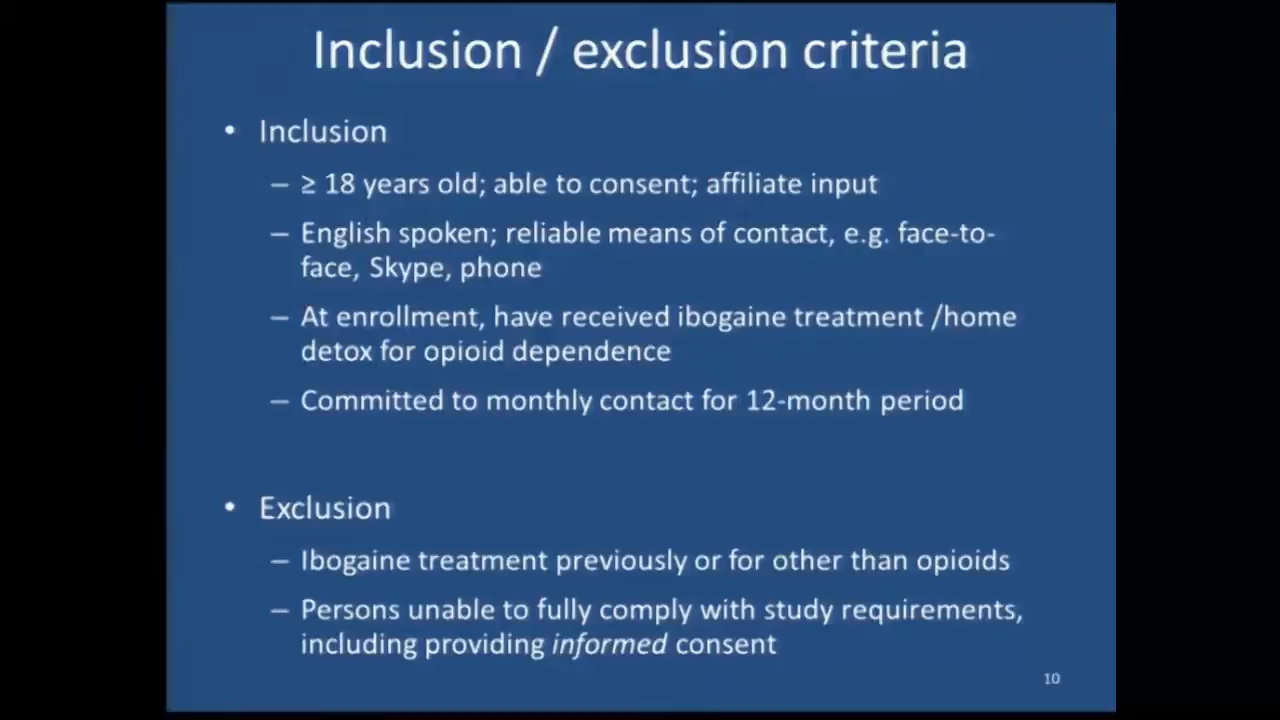 Inclusion / exclusion criteria
• Inclusion
– ≥ 18 years old; able to consent; affiliate input
– English spoken; reliable means of contact, e.g. face-to-
face, Skype, phone
– At enrollment, have received ibogaine treatment /home
detox for opioid dependence
– Committed to monthly contact for 12-month period
• Exclusion
– Ibogaine treatment previously or for other than opioids
– Persons unable to fully comply with study requirements,
including providing informed consent
10